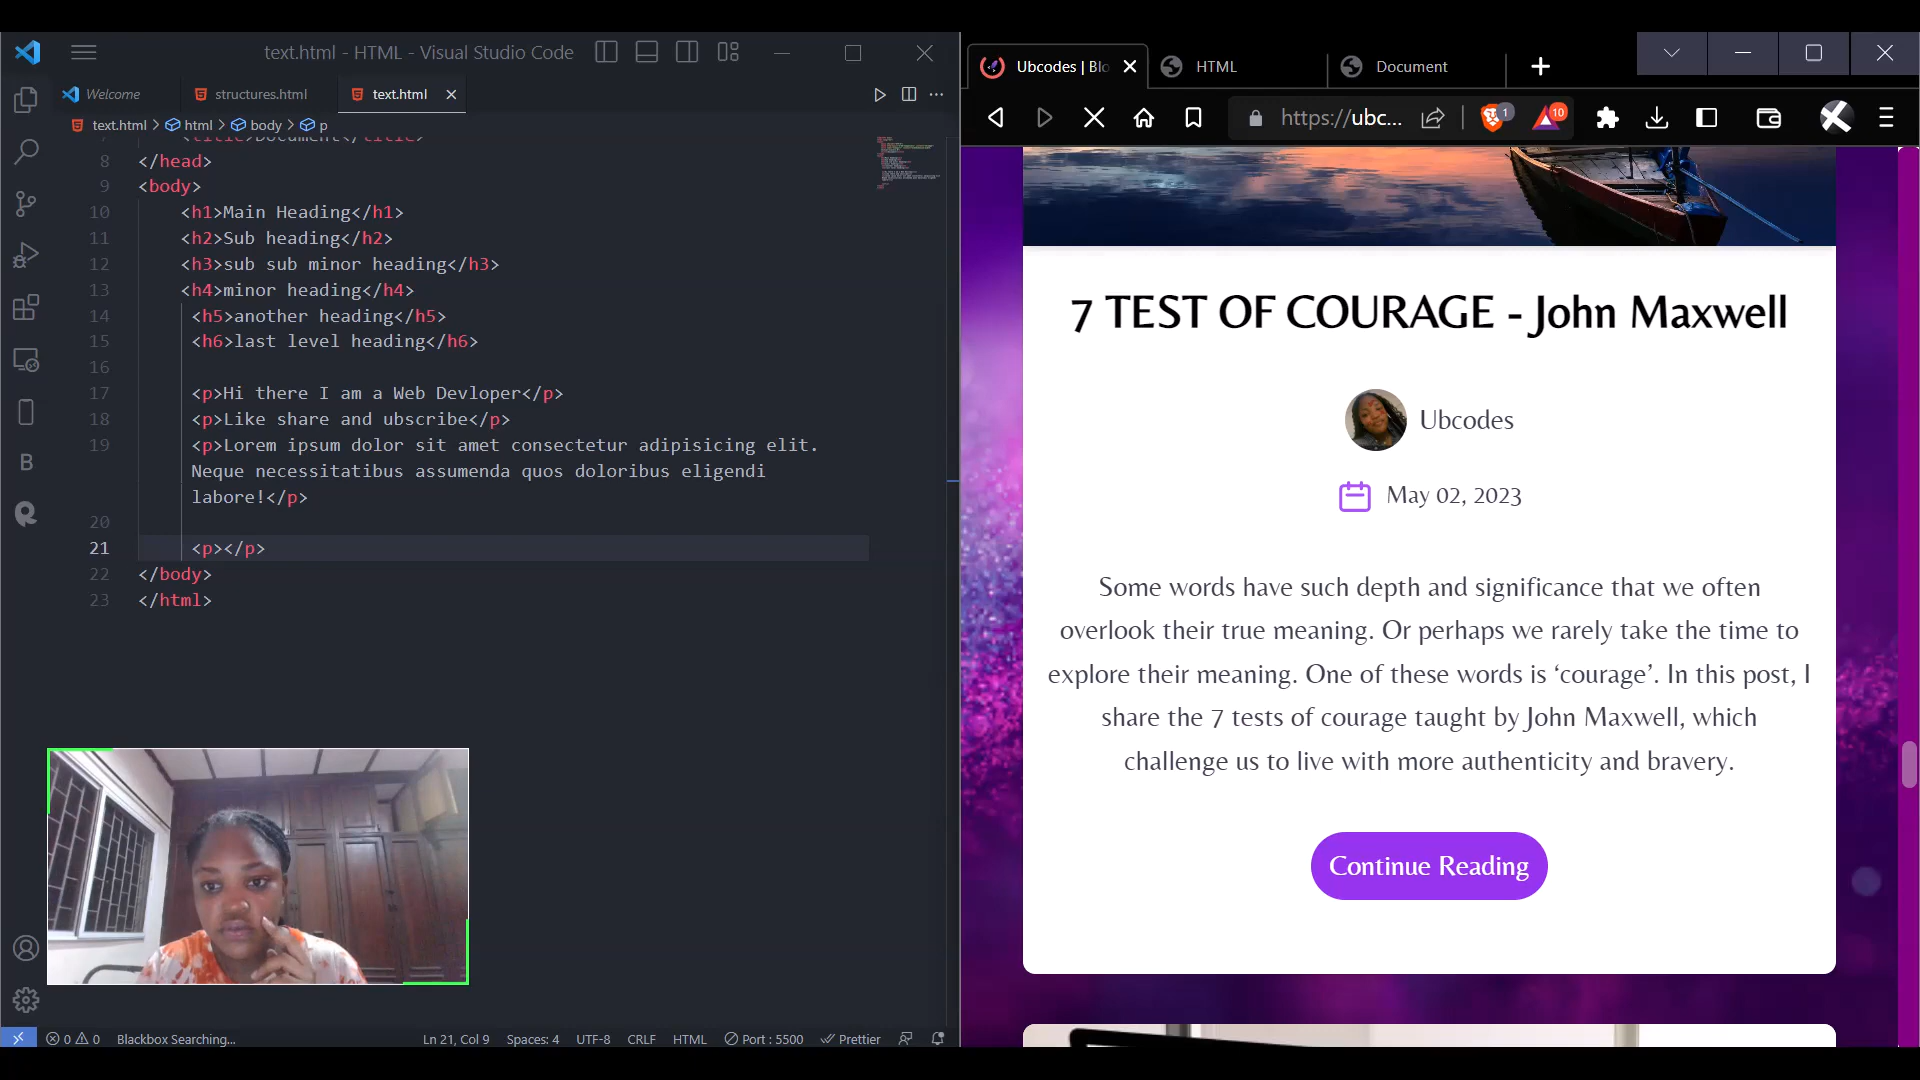 text.html - HTML - Visual Studio Code
Welcome
structures.html
text.html
text.html > html > body > p
7 <title>Document</title>
8 </head>
9 <body>
10 <h1>Main Heading</h1>
11 <h2>Sub heading</h2>
12 <h3>sub sub minor heading</h3>
13 <h4>minor heading</h4>
14 <h5>another heading</h5>
15 <h6>last level heading</h6>
16
17 <p>Hi there I am a Web Devloper</p>
18 <p>Like share and ubscribe</p>
19 <p>Lorem ipsum dolor sit amet consectetur adipisicing elit.
Neque necessitatibus assumenda quos doloribus eligendi
labore!</p>
20
21 <p></p>
22 </body>
23 </html>
B
0 0 Blackbox Searching... Ln 21, Col 9 Spaces: 4 UTF-8 CRLF HTML Port : 5500 Prettier
Ubcodes | Blo
HTML
Document
https://ubc...
1
10
7 TEST OF COURAGE - John Maxwell
Ubcodes
May 02, 2023
Some words have such depth and significance that we often
overlook their true meaning. Or perhaps we rarely take the time to
explore their meaning. One of these words is ‘courage’. In this post, I
share the 7 tests of courage taught by John Maxwell, which
challenge us to live with more authenticity and bravery.
Continue Reading